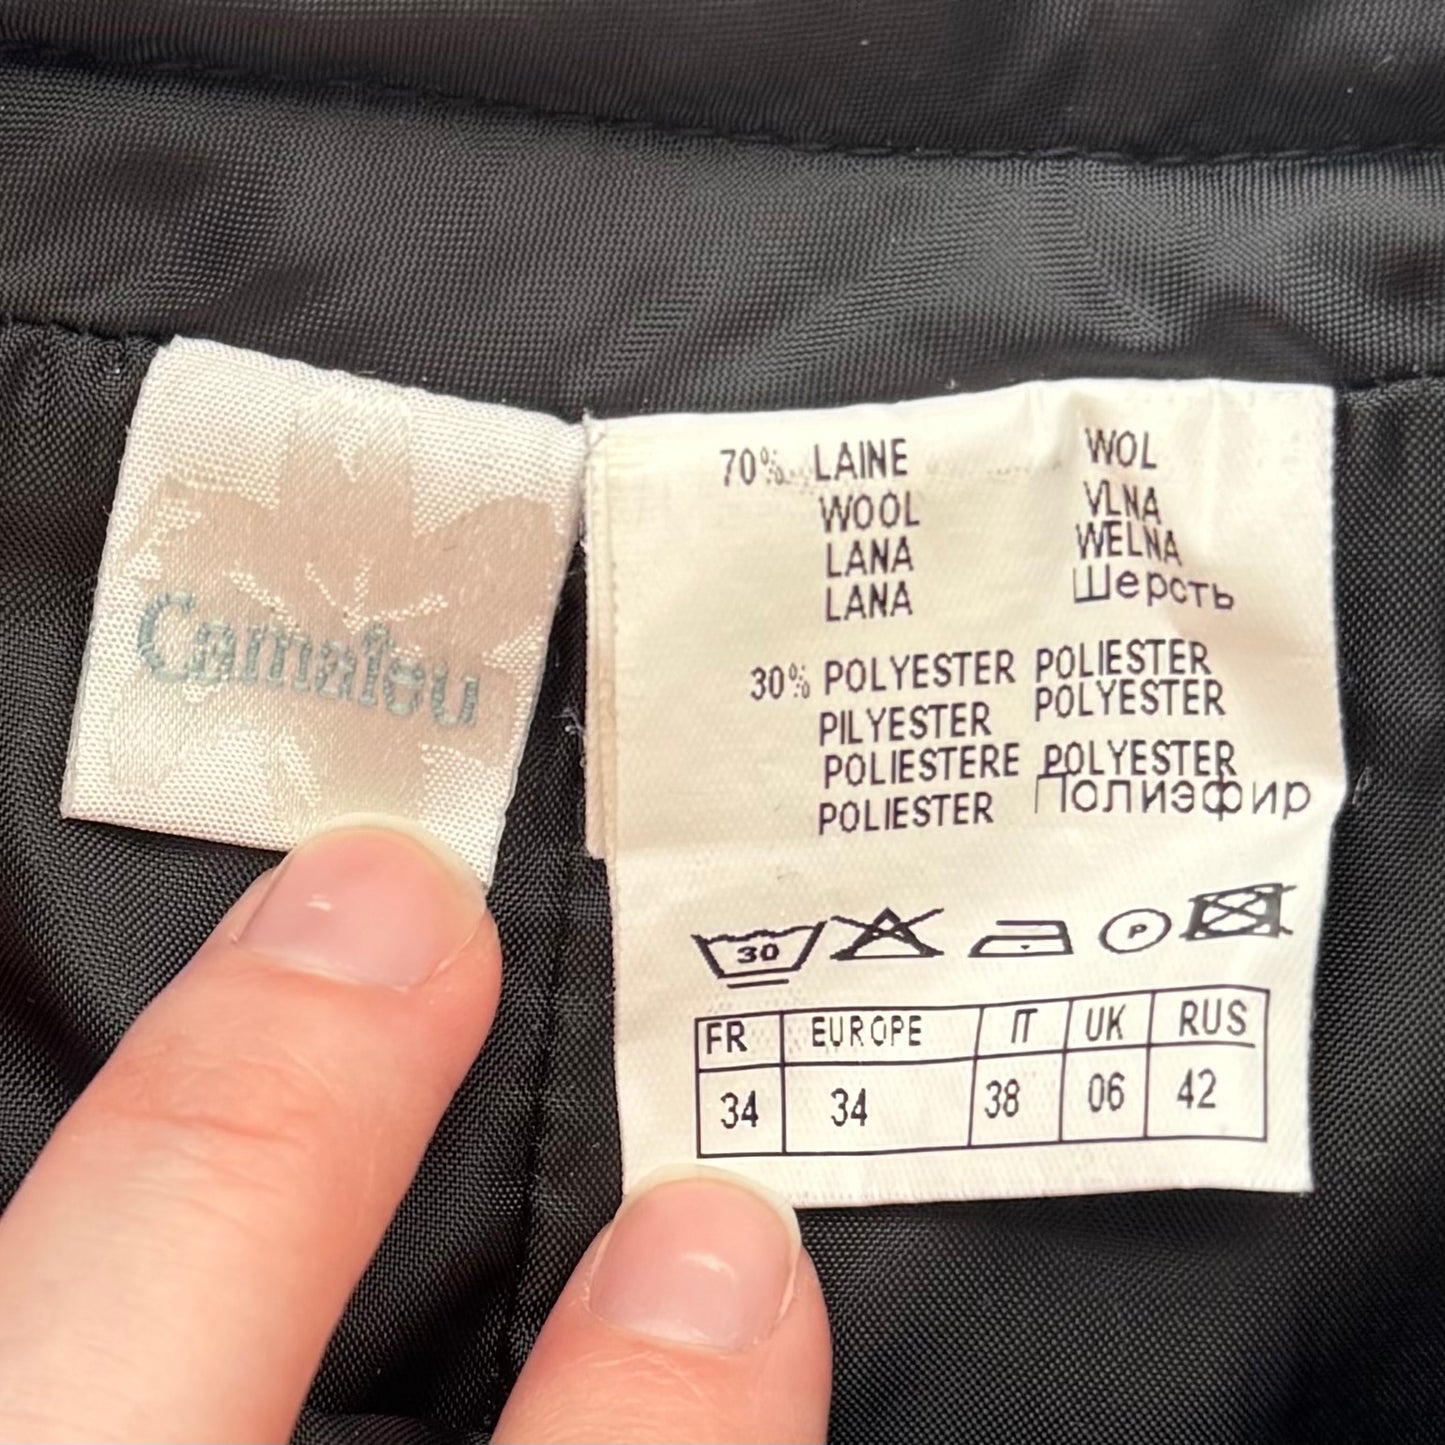 Camaïeu
70% LAINE WOL
WOOL VLNA
LANA WELNA
LANA Шерсть
30% POLYESTER POLIESTER
PILYESTER POLYESTER
POLIESTERE POLYESTER
POLIESTER Полиэфир
30 P
FR EUROPE IT UK RUS
34 34 38 06 42